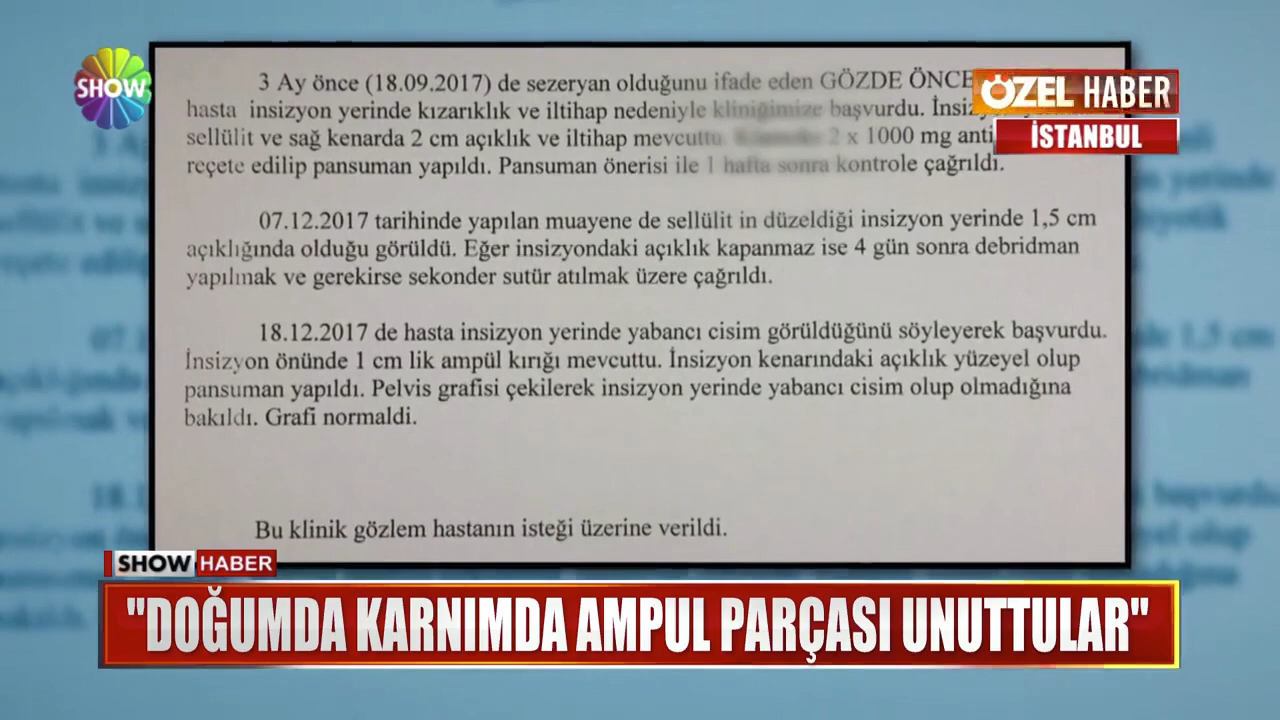 SHOW
ÖZEL HABER
İSTANBUL
3 Ay önce (18.09.2017) de sezeryan olduğunu ifade eden GÖZDE ÖNCE
hasta insizyon yerinde kızarıklık ve iltihap nedeniyle kliniğimize başvurdu.
sellülit ve sağ kenarda 2 cm açıklık ve iltihap mevcuttu 2 x 1000 mg
reçete edilip pansuman yapıldı. Pansuman önerisi ile 1 hafta sonra kontrole çağrıldı.
07.12.2017 tarihinde yapılan muayene de sellülit in düzeldiği insizyon yerinde 1,5 cm
açıklığında olduğu görüldü. Eğer insizyondaki açıklık kapanmaz ise 4 gün sonra debridman
yapılmak ve gerekirse sekonder sutür atılmak üzere çağrıldı.
18.12.2017 de hasta insizyon yerinde yabancı cisim görüldüğünü söyleyerek başvurdu.
İnsizyon önünde 1 cm lik ampül kırığı mevcuttu. İnsizyon kenarındaki açıklık yüzeyel olup
pansuman yapıldı. Pelvis grafisi çekilerek insizyon yerinde yabancı cisim olup olmadığına
bakıldı. Grafi normaldi.
Bu klinik gözlem hastanın isteği üzerine verildi.
SHOW HABER
"DOĞUMDA KARNIMDA AMPUL PARÇASI UNUTTULAR"